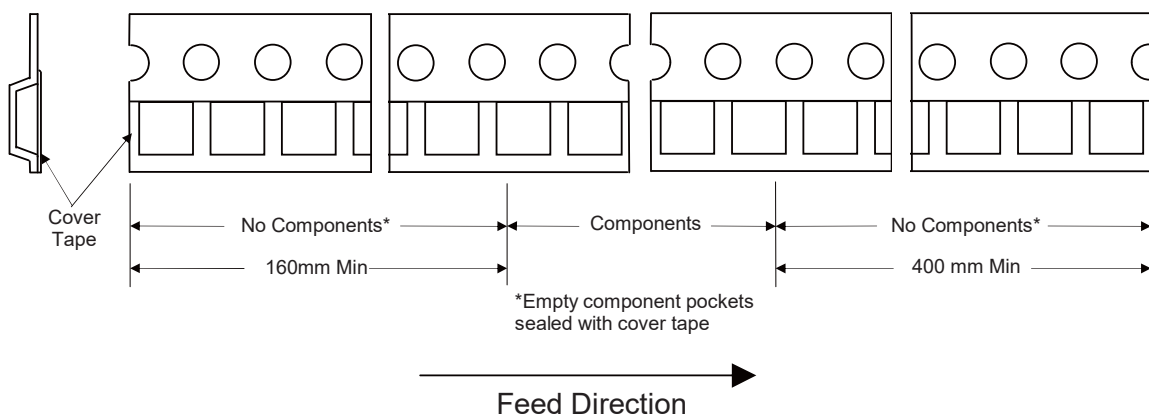 Cover
Tape
No Components*
Components
No Components*
160mm Min
400 mm Min
*Empty component pockets
sealed with cover tape
Feed Direction